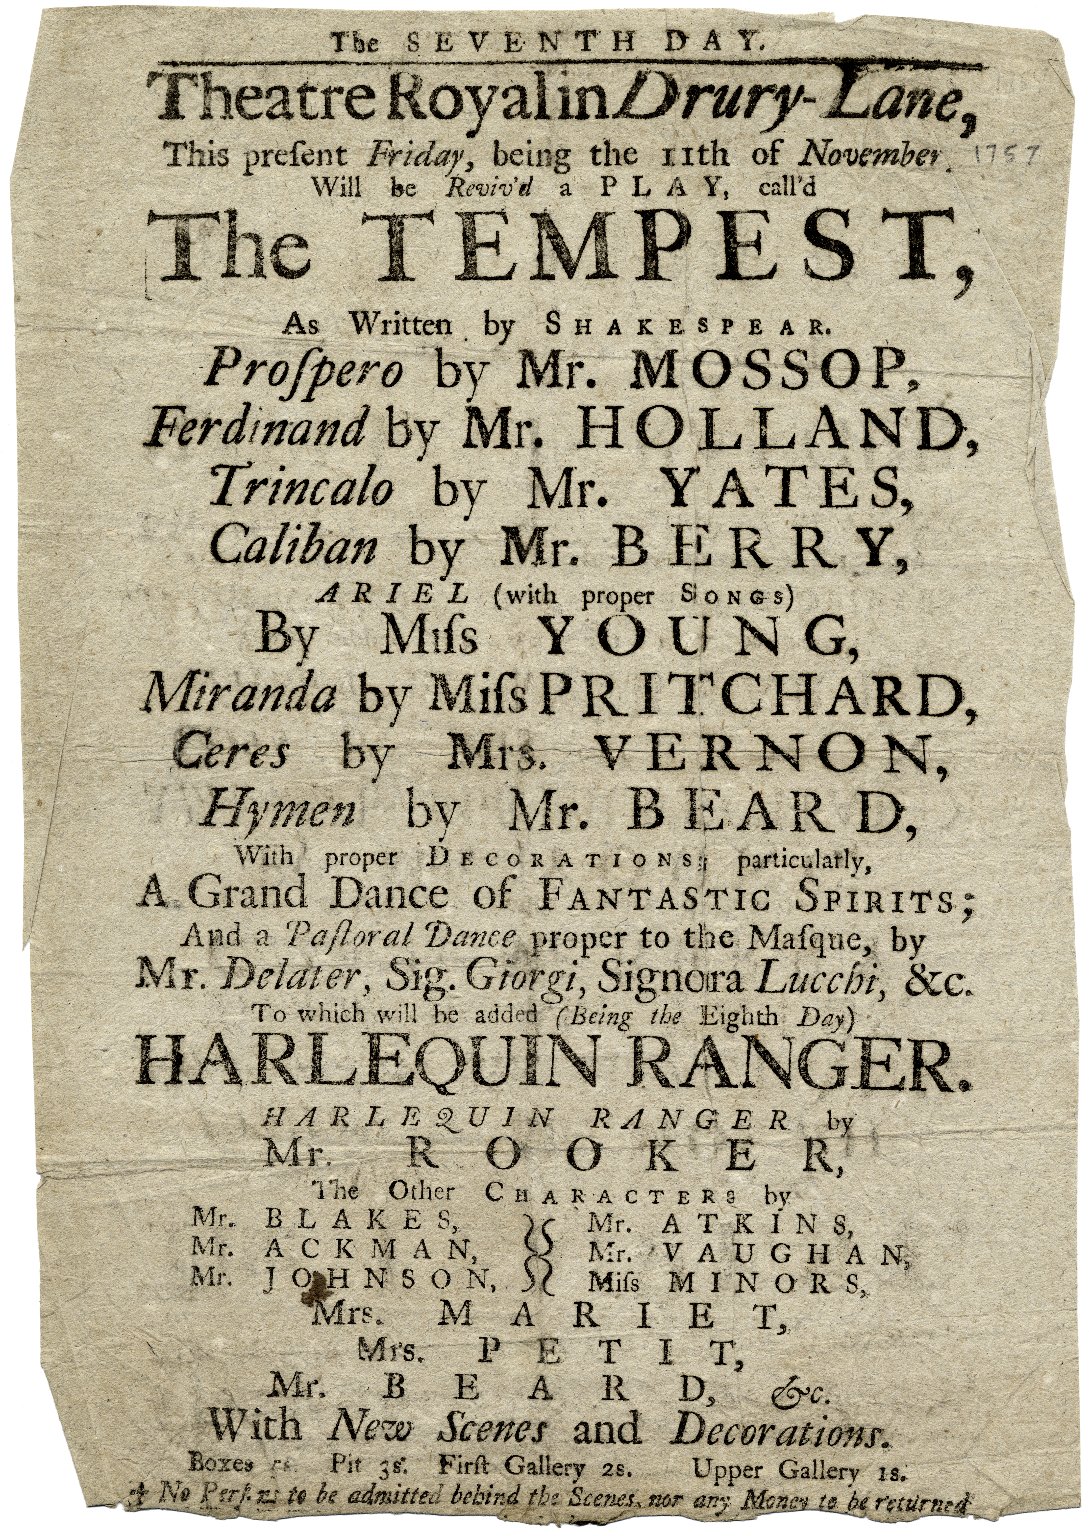 The SEVENTH DAY.
Theatre Royal in Drury-Lane,
This preſent Friday, being the 11th of November. 1757
Will be Reviv'd a PLAY, call'd
The TEMPEST,
As Written by SHAKESPEAR.
Proſpero by Mr. MOSSOP,
Ferdinand by Mr. HOLLAND,
Trincalo by Mr. YATES,
Caliban by Mr. BERRY,
ARIEL (with proper SONGS)
By Miſs YOUNG,
Miranda by Miſs PRITCHARD,
Ceres by Mrs. VERNON,
Hymen by Mr. BEARD,
With proper DECORATIONS; particularly,
A Grand Dance of FANTASTIC SPIRITS;
And a Paſtoral Dance proper to the Maſque, by
Mr. Delater, Sig. Giorgi, Signora Lucchi, &c.
To which will be added (Being the Eighth Day)
HARLEQUIN RANGER.
HARLEQUIN RANGER by
Mr. ROOKER,
The Other CHARACTERS by
Mr. BLAKES,
Mr. ACKMAN,
Mr. JOHNSON,
Mr. ATKINS,
Mr. VAUGHAN,
Miſs MINORS,
Mrs. MARIET,
Mrs. PETIT,
Mr. BEARD, &c.
With New Scenes and Decorations.
Boxes Pit 3s. Firſt Gallery 2s. Upper Gallery 1s.
‡ No Perſons to be admitted behind the Scenes, nor any Money to be returned